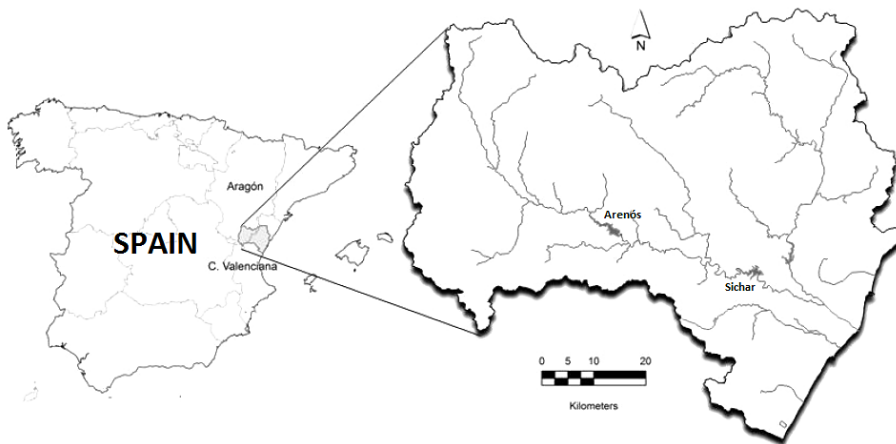 N
Aragón
Arenós
SPAIN
C. Valenciana
Sichar
0 5 10 20
Kilometers